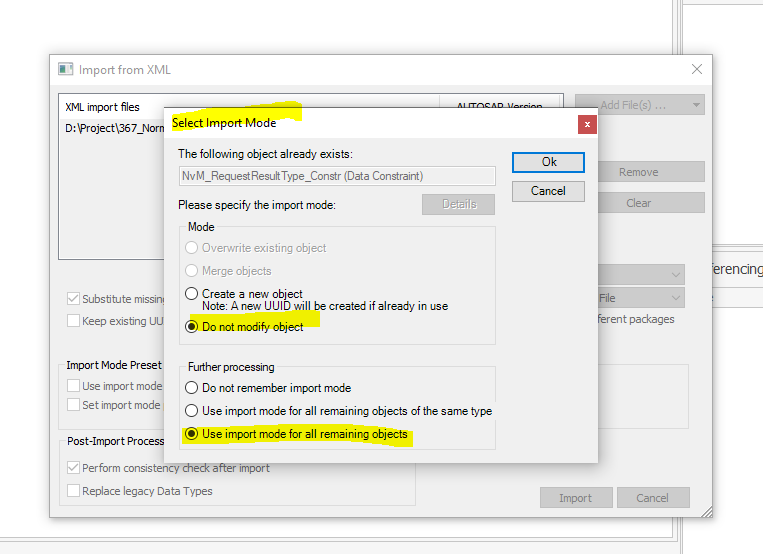 Import from XML
XML import files
AUTOSAR Version
Add File(s) ...
D:\Project\367_Norm
Select Import Mode
x
The following object already exists:
Ok
NvM_RequestResultType_Constr (Data Constraint)
Remove
Cancel
Please specify the import mode:
Details
Clear
Mode
Overwrite existing object
Merge objects
ferencing
Create a new object
Note: A new UUID will be created if already in use
Substitute missing
File
e
Keep existing UU
Do not modify object
ferent packages
Import Mode Preset
Further processing
Use import mode
Do not remember import mode
Set import mode
Use import mode for all remaining objects of the same type
Use import mode for all remaining objects
Post-Import Process
Perform consistency check after import
Replace legacy Data Types
Import
Cancel